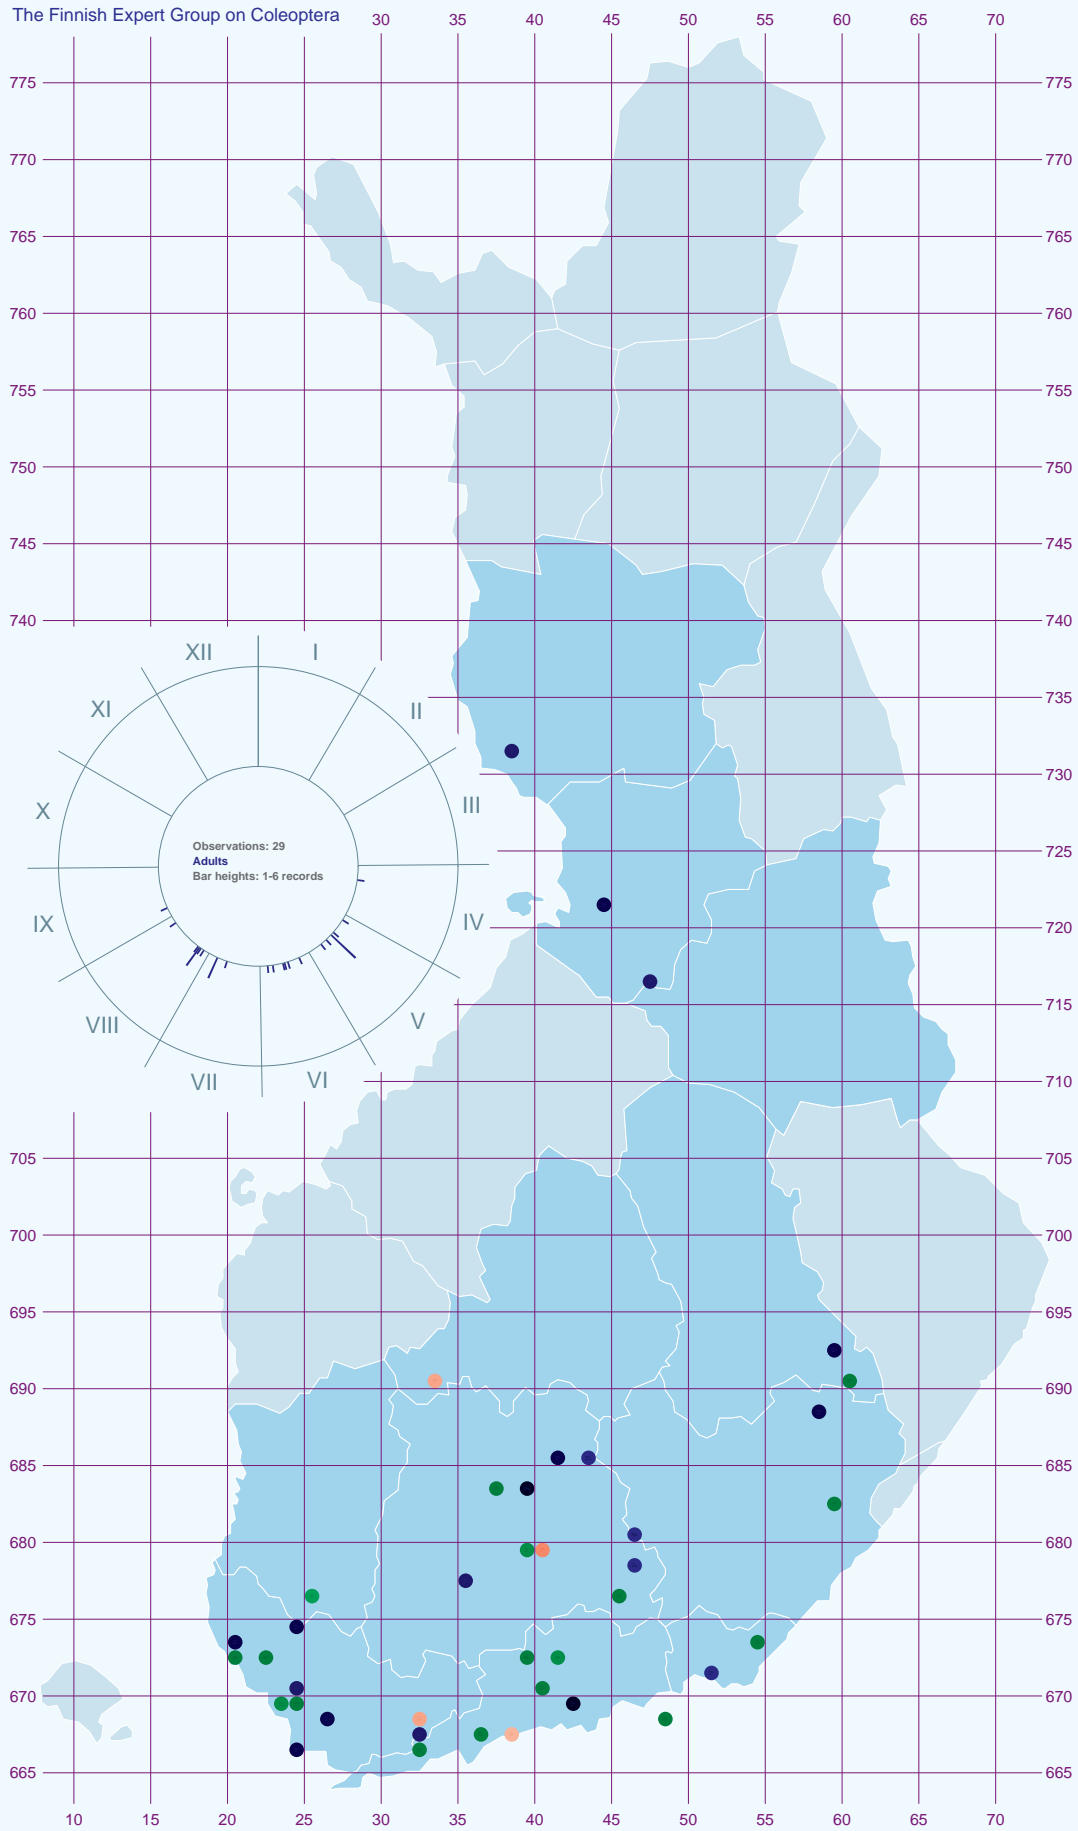 The Finnish Expert Group on Coleoptera
30 35 40 45 50 55 60 65 70
775 775
770 770
765 765
760 760
755 755
750 750
745 745
740 740
XII I
XI II
735
730
X III
Observations: 29
Adults
Bar heights: 1-6 records
725
IX IV
720
715
VIII V
VII VI
710
705 705
700 700
695 695
690 690
685 685
680 680
675 675
670 670
665 665
10 15 20 25 30 35 40 45 50 55 60 65 70